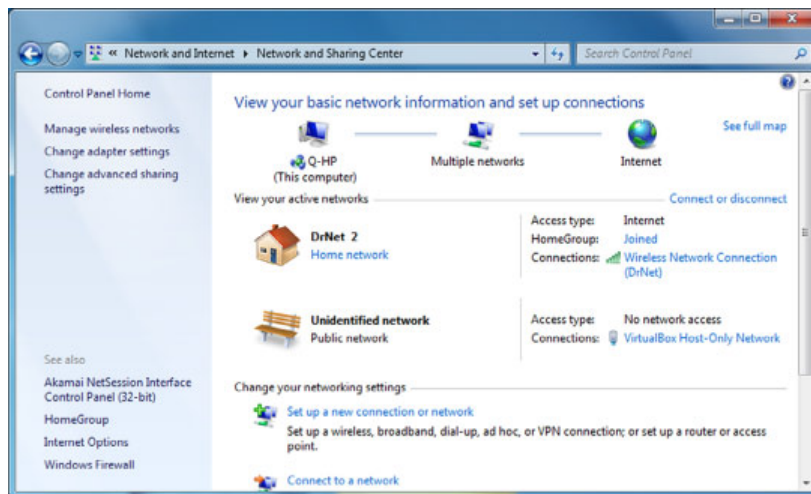 « Network and Internet ▸ Network and Sharing Center
Search Control Panel
Control Panel Home
Manage wireless networks
Change adapter settings
Change advanced sharing
settings
See also
Akamai NetSession Interface
Control Panel (32-bit)
HomeGroup
Internet Options
Windows Firewall
View your basic network information and set up connections
See full map
Q-HP
(This computer)
Multiple networks
Internet
View your active networks
Connect or disconnect
DrNet 2
Home network
Access type: Internet
HomeGroup: Joined
Connections: Wireless Network Connection
(DrNet)
Unidentified network
Public network
Access type: No network access
Connections: VirtualBox Host-Only Network
Change your networking settings
Set up a new connection or network
Set up a wireless, broadband, dial-up, ad hoc, or VPN connection; or set up a router or access
point.
Connect to a network